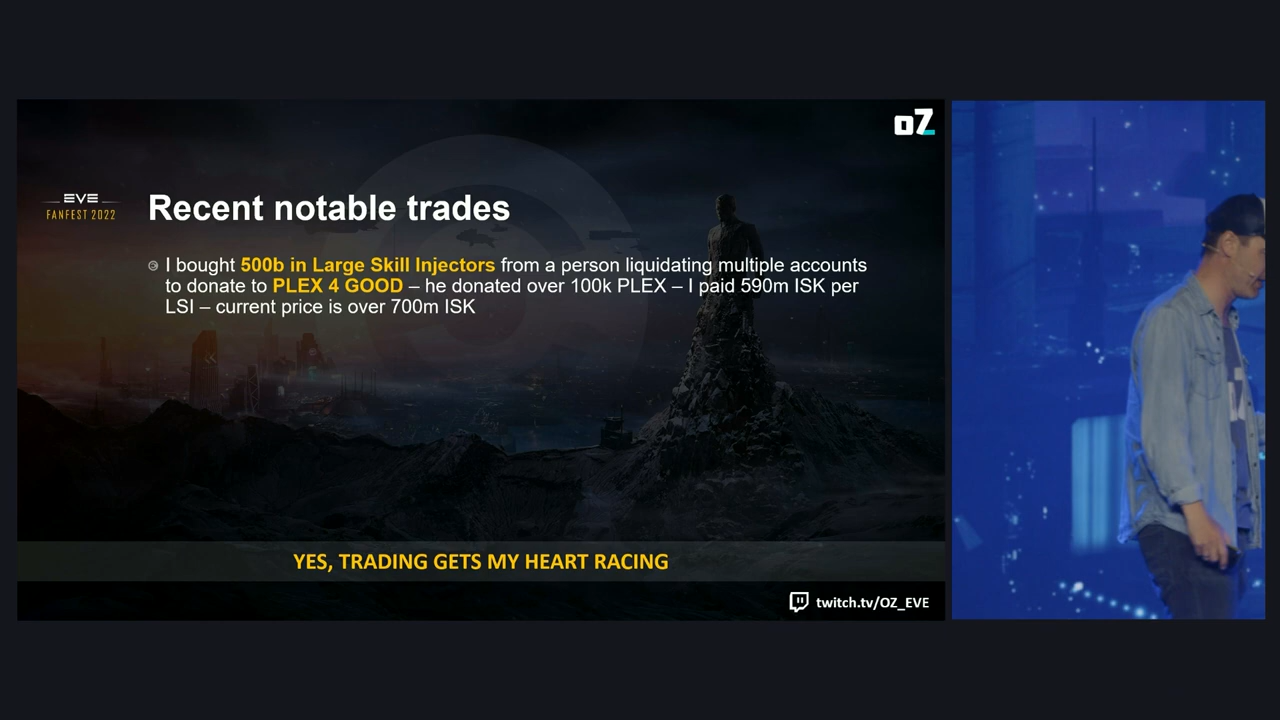 oZ
EVE
FANFEST 2022
Recent notable trades
I bought 500b in Large Skill Injectors from a person liquidating multiple accounts
to donate to PLEX 4 GOOD – he donated over 100k PLEX – I paid 590m ISK per
LSI – current price is over 700m ISK
YES, TRADING GETS MY HEART RACING
twitch.tv/OZ_EVE